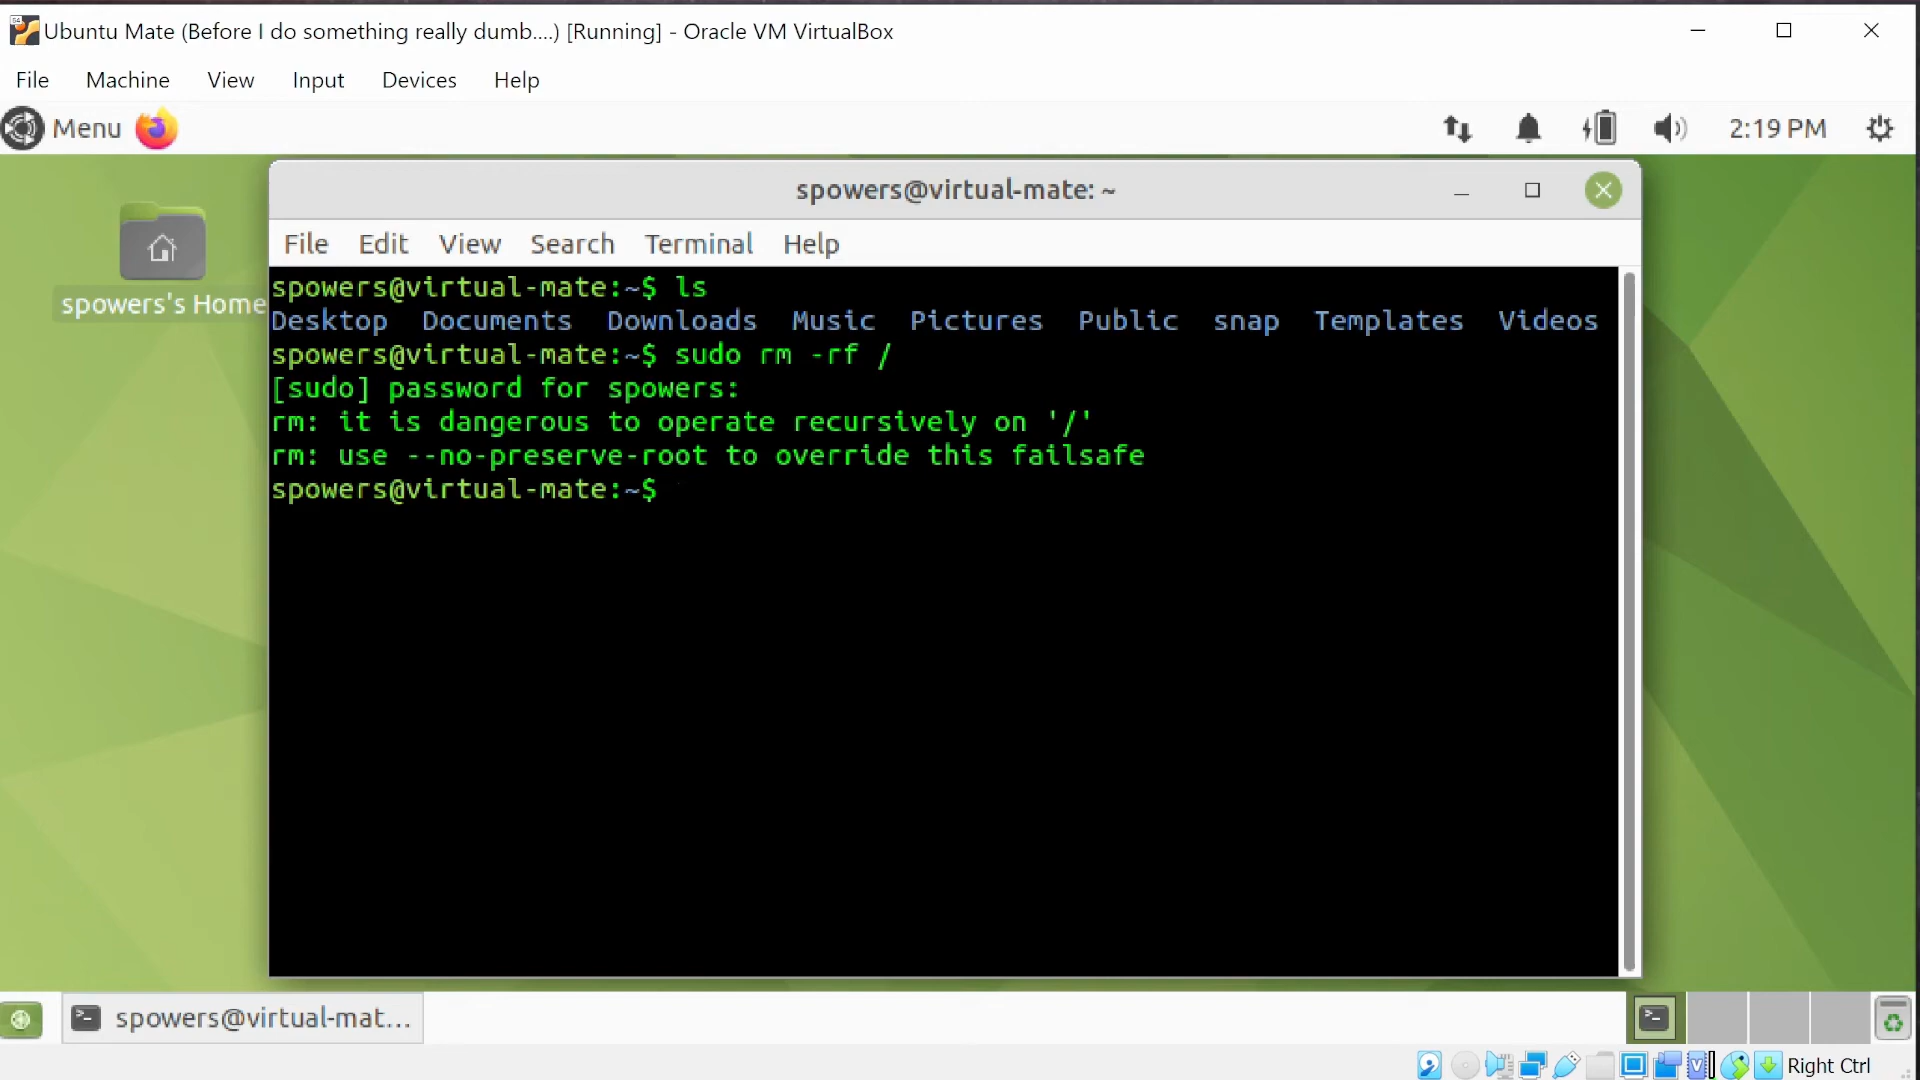 Ubuntu Mate (Before I do something really dumb....) [Running] - Oracle VM VirtualBox
File Machine View Input Devices Help
Menu 2:19 PM
spowers's Home
spowers@virtual-mate: ~
File Edit View Search Terminal Help
spowers@virtual-mate:~$ ls
Desktop Documents Downloads Music Pictures Public snap Templates Videos
spowers@virtual-mate:~$ sudo rm -rf /
[sudo] password for spowers:
rm: it is dangerous to operate recursively on '/'
rm: use --no-preserve-root to override this failsafe
spowers@virtual-mate:~$
spowers@virtual-mat...
Right Ctrl